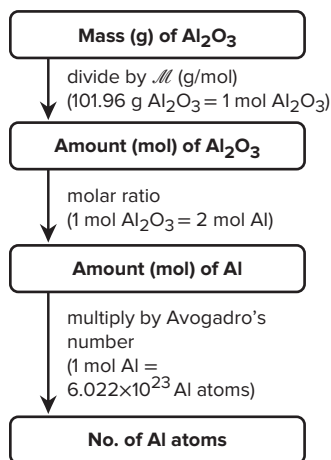 Mass (g) of Al₂O₃
divide by ℳ (g/mol)
(101.96 g Al₂O₃ = 1 mol Al₂O₃)
Amount (mol) of Al₂O₃
molar ratio
(1 mol Al₂O₃ = 2 mol Al)
Amount (mol) of Al
multiply by Avogadro’s
number
(1 mol Al =
6.022×10²³ Al atoms)
No. of Al atoms